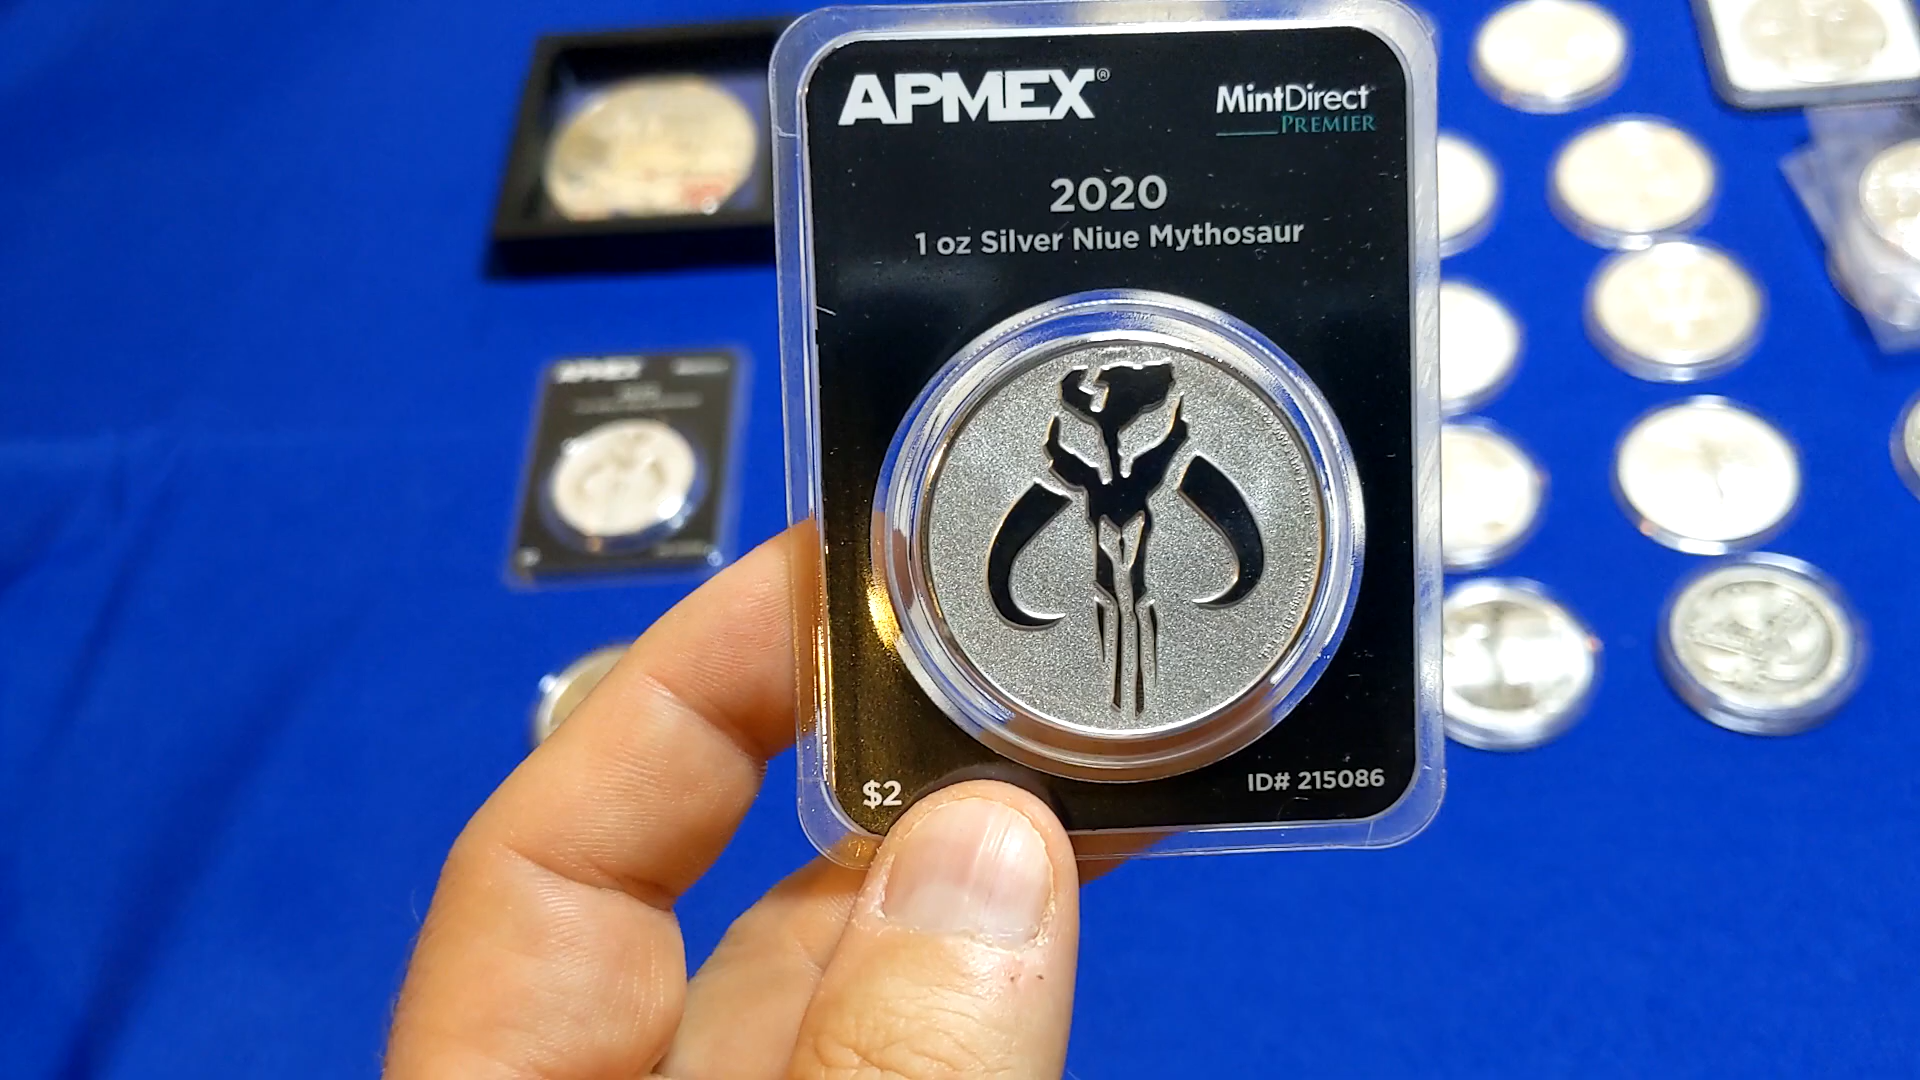 APMEX®
MintDirect
PREMIER
2020
1 oz Silver Niue Mythosaur
$2
ID# 215086